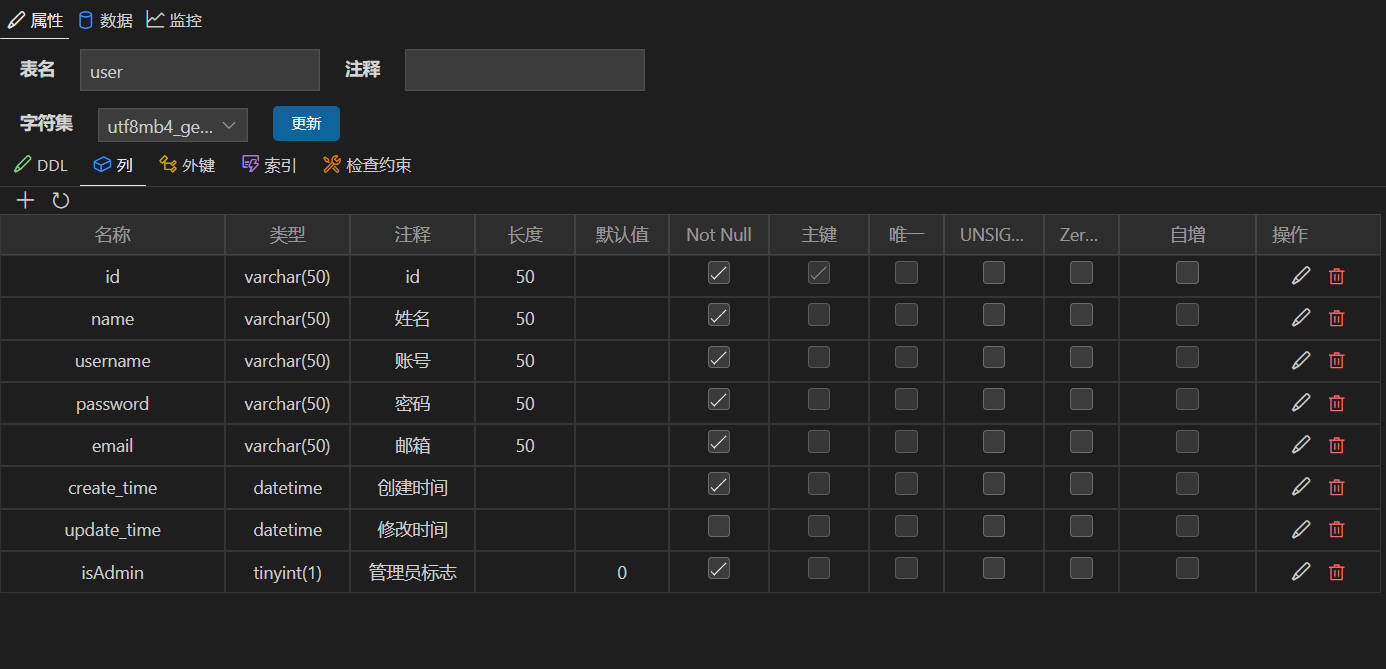 属性 数据 监控
表名 user 注释
字符集 utf8mb4_ge... 更新
DDL 列 外键 索引 检查约束
名称 类型 注释 长度 默认值 Not Null 主键 唯一 UNSIG... Zer... 自增 操作
id varchar(50) id 50
name varchar(50) 姓名 50
username varchar(50) 账号 50
password varchar(50) 密码 50
email varchar(50) 邮箱 50
create_time datetime 创建时间
update_time datetime 修改时间
isAdmin tinyint(1) 管理员标志 0